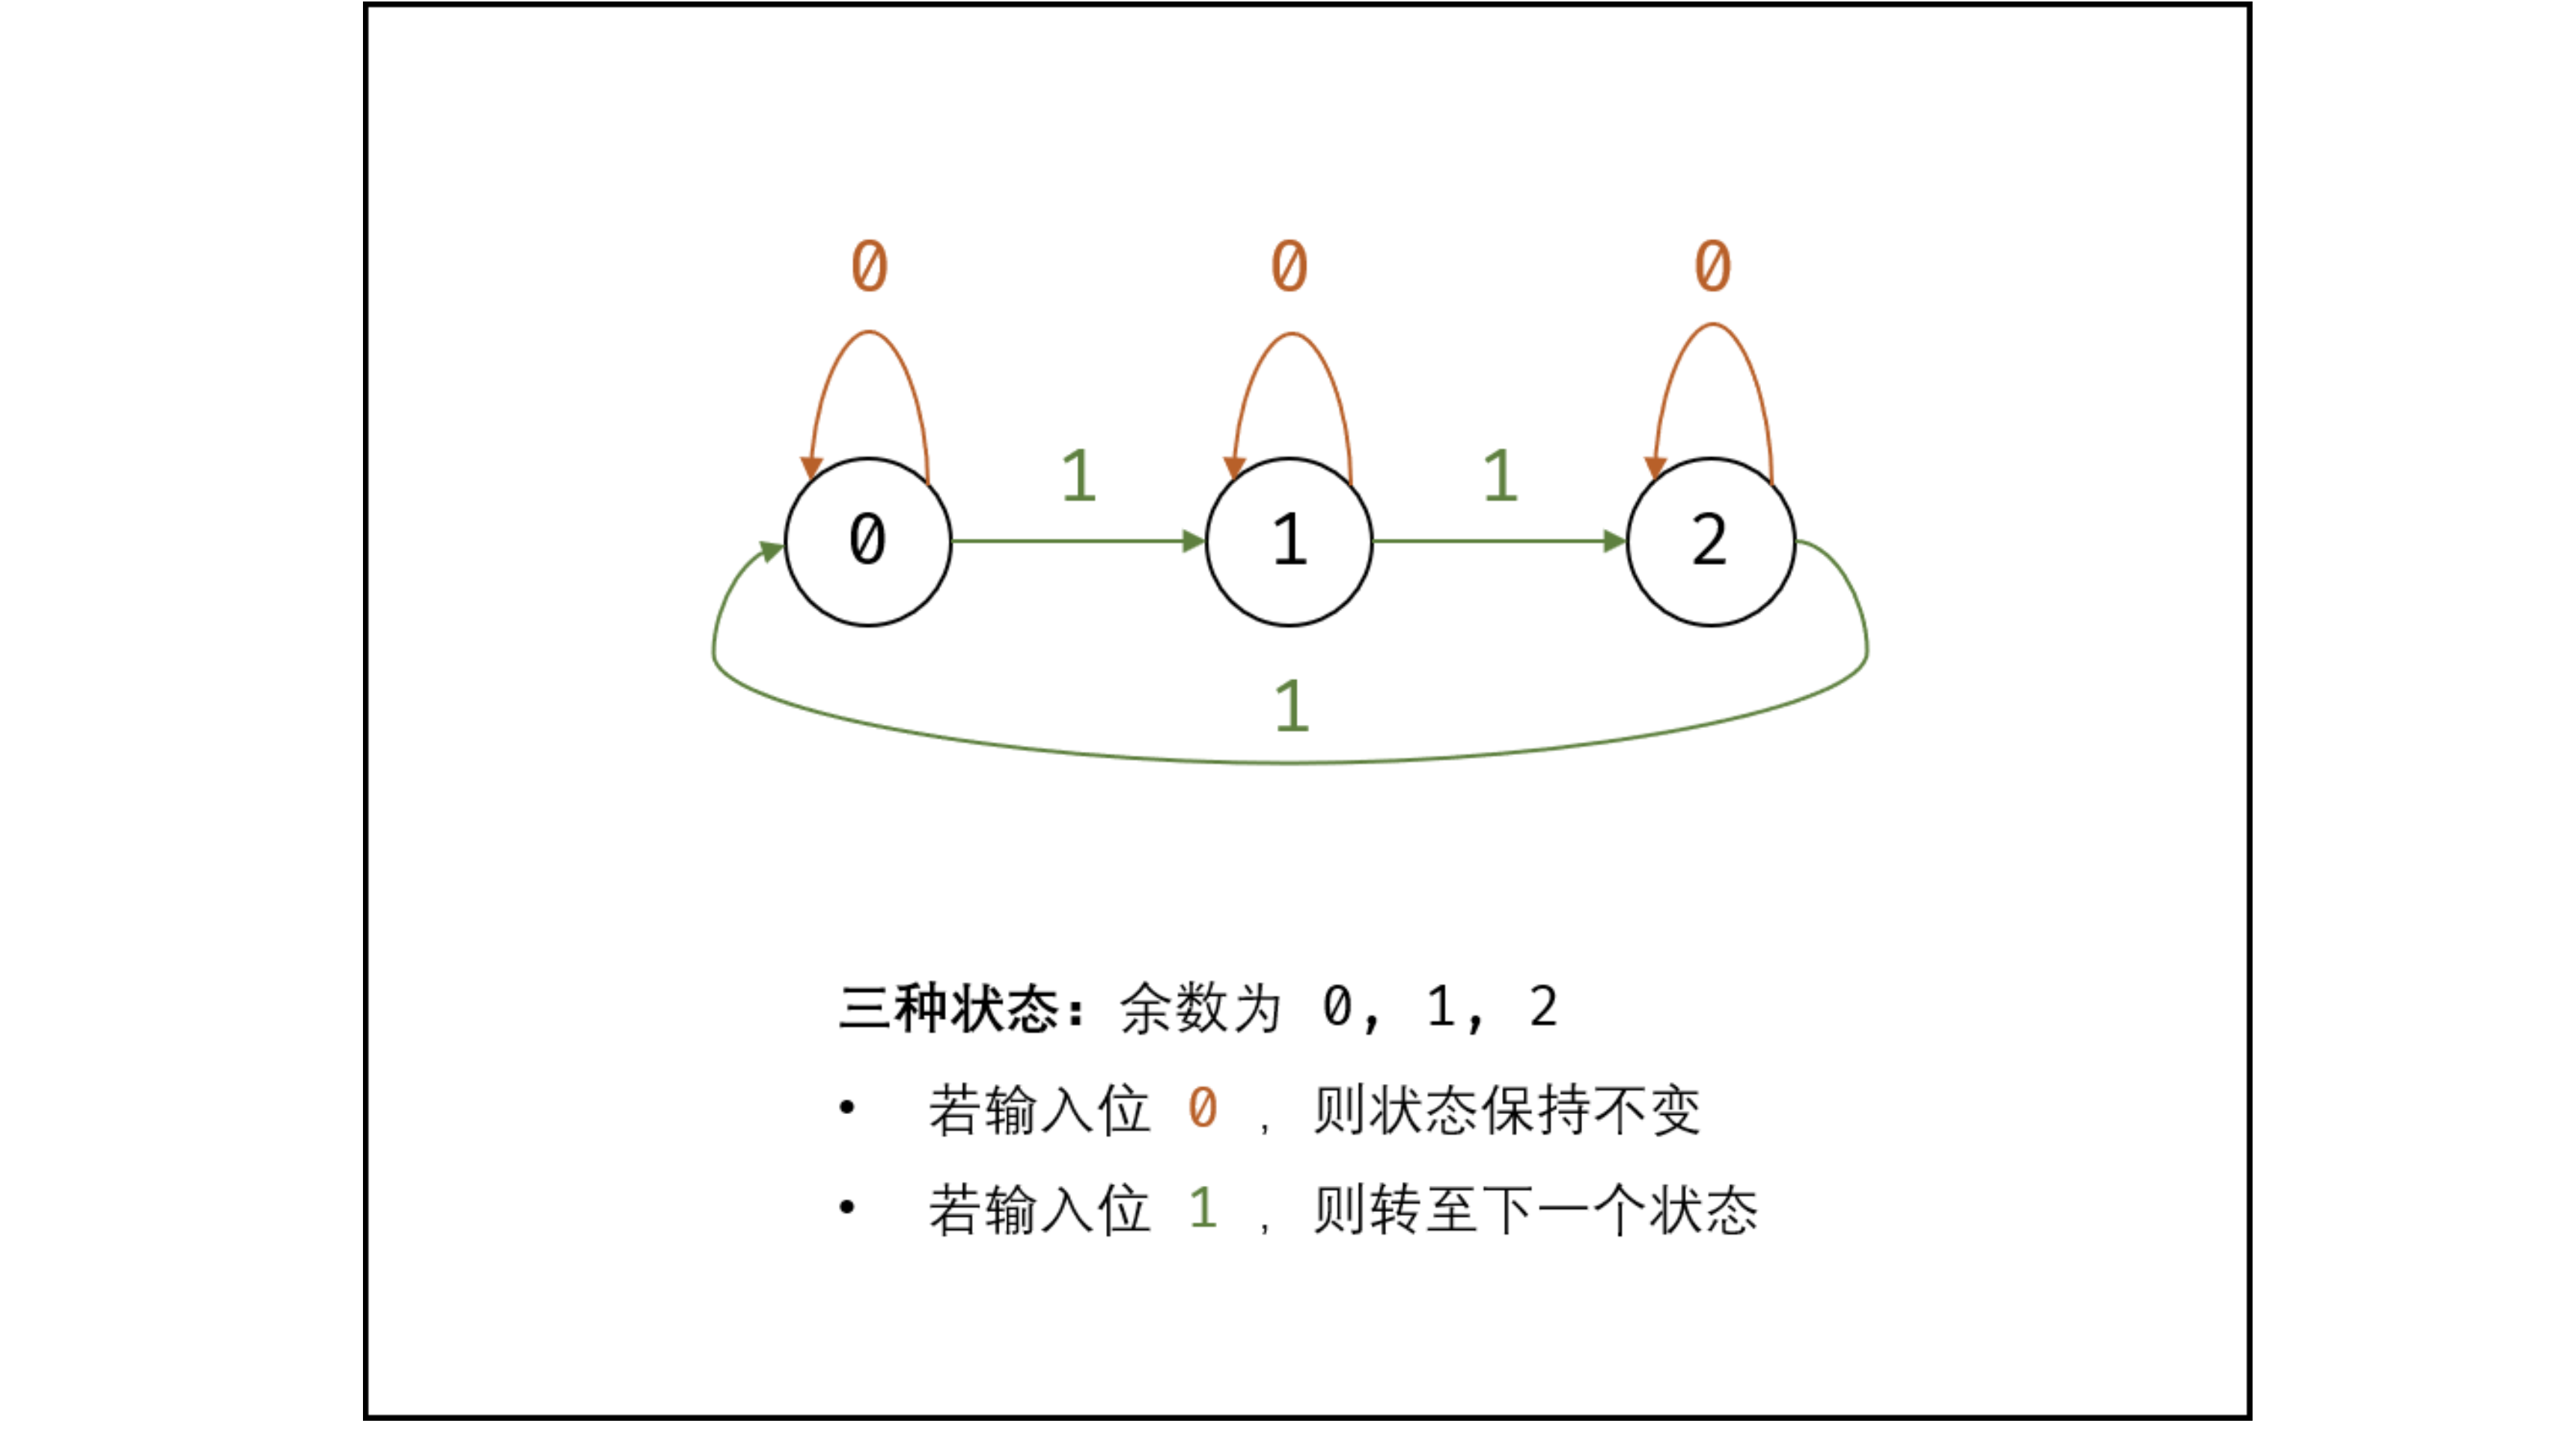 0 0 0
1 1
0 1 2
1
三种状态：余数为 0, 1, 2
• 若输入位 0 ，则状态保持不变
• 若输入位 1 ，则转至下一个状态